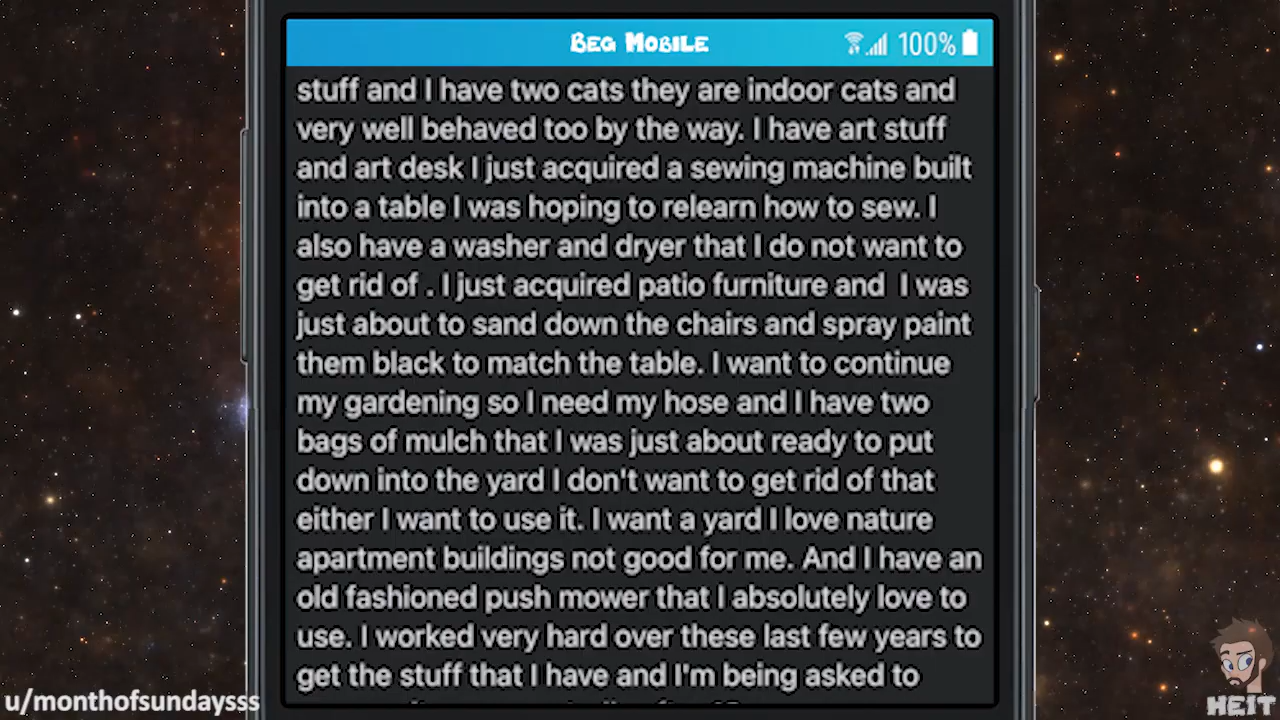 Beg Mobile
100%
stuff and I have two cats they are indoor cats and
very well behaved too by the way. I have art stuff
and art desk I just acquired a sewing machine built
into a table I was hoping to relearn how to sew. I
also have a washer and dryer that I do not want to
get rid of . I just acquired patio furniture and  I was
just about to sand down the chairs and spray paint
them black to match the table. I want to continue
my gardening so I need my hose and I have two
bags of mulch that I was just about ready to put
down into the yard I don't want to get rid of that
either I want to use it. I want a yard I love nature
apartment buildings not good for me. And I have an
old fashioned push mower that I absolutely love to
use. I worked very hard over these last few years to
get the stuff that I have and I'm being asked to
u/monthofsundaysss
HEIT